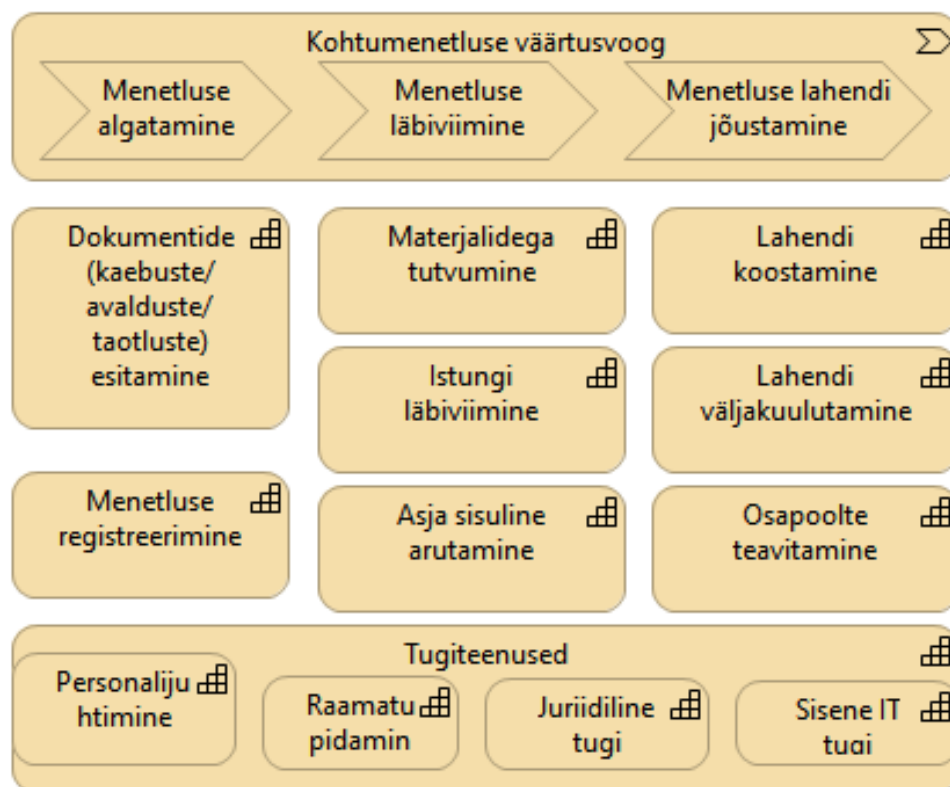 Kohtumenetluse väärtusvoog
Menetluse
algatamine
Menetluse
läbiviimine
Menetluse lahendi
jõustamine
Dokumentide
(kaebuste/
avalduste/
taotluste)
esitamine
Menetluse
registreerimine
Materjalidega
tutvumine
Istungi
läbiviimine
Asja sisuline
arutamine
Lahendi
koostamine
Lahendi
väljakuulutamine
Osapoolte
teavitamine
Tugiteenused
Personaliju
htimine
Raamatu
pidamin
Juriidiline
tugi
Sisene IT
tugi